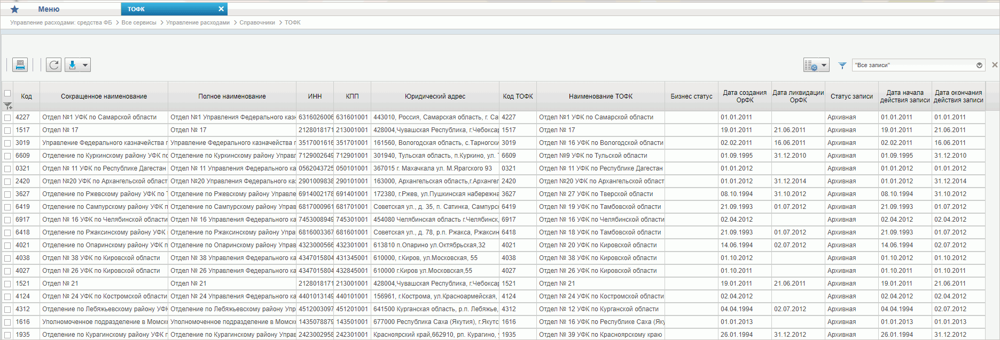 Меню ТОФК
Управление расходами: средства ФБ > Все сервисы > Управление расходами > Справочники > ТОФК
"Все записи"
Код Сокращенное наименование Полное наименование ИНН КПП Юридический адрес Код ТОФК Наименование ТОФК Бизнес статус Дата создания ОрФК Дата ликвидации ОрФК Статус записи Дата начала действия записи Дата окончания действия записи
4227 Отдел №1 УФК по Самарской области Отдел №1 Управления Федерального казн 6316026006 631601001 443010, Россия, Самарская область, г. Са 4227 Отдел №1 УФК по Самарской области 01.01.2011 Архивная 01.01.2011 01.01.2011
1517 Отдел № 17 Отдел № 17 2128018171 213001001 428004,Чувашская Республика, г.Чебоксар 1517 Отдел № 17 19.01.2011 21.06.2011 Архивная 19.01.2011 21.06.2011
3019 Управление Федерального казначейства г Управление Федерального казначейства г 3517001616 351701001 161560, Вологодская область, с.Тарногски 3019 Отдел № 16 УФК по Вологодской области 02.02.2011 16.06.2011 Архивная 02.02.2011 16.06.2011
6609 Отделение по Куркинскому району УФК по Отделение по Куркинскому району Управл 7129002649 712901001 301940, Тульская область, п.Куркино, ул. 6609 Отдел №9 УФК по Тульской области 01.09.1995 31.12.2010 Архивная 01.09.1995 31.12.2010
0321 Отдел № 11 УФК по Республике Дагестан Отдел № 11 Управления Федерального ка 0562043725 050101001 367015 г. Махачкала ул. М.Ярагского 93 0321 Отдел № 11 УФК по Республике Дагестан 01.01.2012 Архивная 01.01.2012 01.01.2012
2420 Отдел №20 УФК по Архангельской област Отдел №20 Управления Федерального каз 2901009838 290101001 163000, Архангельская область,г.Архангел 2420 Отдел №20 УФК по Архангельской област 01.01.2012 31.12.2014 Архивная 01.01.2012 31.12.2014
3627 Отделение по Ржевскому району УФК по Т Отделение по Ржевскому району Управле 6914002178 691401001 172380, г.Ржев, ул.Пушкинская набережна 3627 Отдел № 27 УФК по Тверской области 08.10.1994 31.10.2012 Архивная 08.10.1994 31.10.2012
6419 Отделение по Сампурскому району УФК п Отделение по Сампурскому району Управ 6817000961 681701001 Советская ул., д. 35, п. Сатинка, Сампурск 6419 Отдел № 19 УФК по Тамбовской области 21.09.1993 01.07.2012 Архивная 21.09.1993 01.07.2012
6917 Отдел № 16 УФК по Челябинской области Отдел № 16 Управления Федерального ка 7453008949 745301001 454080 Челябинская область г.Челябинск, 6917 Отдел № 16 УФК по Челябинской области 02.04.2012 Архивная 02.04.2012 02.04.2012
6418 Отделение по Ржаксинскому району УФК Отделение по Ржаксинскому району Упра 6816003367 681601001 Советская ул., д. 78, р.п. Ржакса, Ржаксин 6418 Отдел № 18 УФК по Тамбовской области 21.09.1993 01.07.2012 Архивная 21.09.1993 01.07.2012
4021 Отделение по Опаринскому району УФК п Отделение по Опаринскому району Управ 4323000566 432301001 613810 п.Опарино ул.Октябрьская,32 4021 Отдел № 20 УФК по Кировской области 14.06.1994 02.07.2012 Архивная 14.06.1994 02.07.2012
4038 Отдел № 38 УФК по Кировской области Отдел № 38 Управления Федерального ка 4347015804 431345001 610000, г.Киров, ул.Московская, 55 4038 Отдел № 38 УФК по Кировской области 01.10.2012 Архивная 01.10.2012 01.10.2012
4027 Отдел № 26 УФК по Кировской области Отдел № 26 Управления Федерального ка 4347015804 432845001 610000 г.Киров ул.Московская,55 4027 Отдел № 26 УФК по Кировской области 01.10.2011 Архивная 01.10.2011 01.10.2011
1521 Отдел № 21 Отдел № 21 2128018171 213001001 428004,Чувашская Республика, г.Чебоксар 1521 Отдел № 21 19.01.2011 21.06.2011 Архивная 19.01.2011 21.06.2011
4124 Отдел № 24 УФК по Костромской области Отдел № 24 Управления Федерального ка 4401013149 440101001 156961, г.Кострома, ул.Красноармейская, 4124 Отдел № 24 УФК по Костромской области 02.04.2012 Архивная 02.04.2012 02.04.2012
4312 Отделение по Лебяжьевскому району УФК Отделение по Лебяжьевскому району Упр 4512003097 451201001 641500 Курганская область, р.п. Лебяжье, 4312 Отдел № 12 УФК по Курганской области 04.04.1994 02.07.2012 Архивная 04.04.1994 02.07.2012
1616 Уполномоченное подразделение в Момско Уполномоченное подразделение в Момско 1435078879 143501001 677000 Республика Саха (Якутия), г.Якутс 1616 Отдел № 16 УФК по Республике Саха (Яку 01.01.2013 Архивная 01.01.2013 01.01.2013
1935 Отделение по Курагинскому району УФК г Отделение по Курагинскому району Управ 2423002958 242301001 Красноярский край,662910, рп. Курагино, 1935 Отдел № 39 УФК по Красноярскому краю 26.01.1994 31.12.2012 Архивная 26.01.1994 31.12.2012